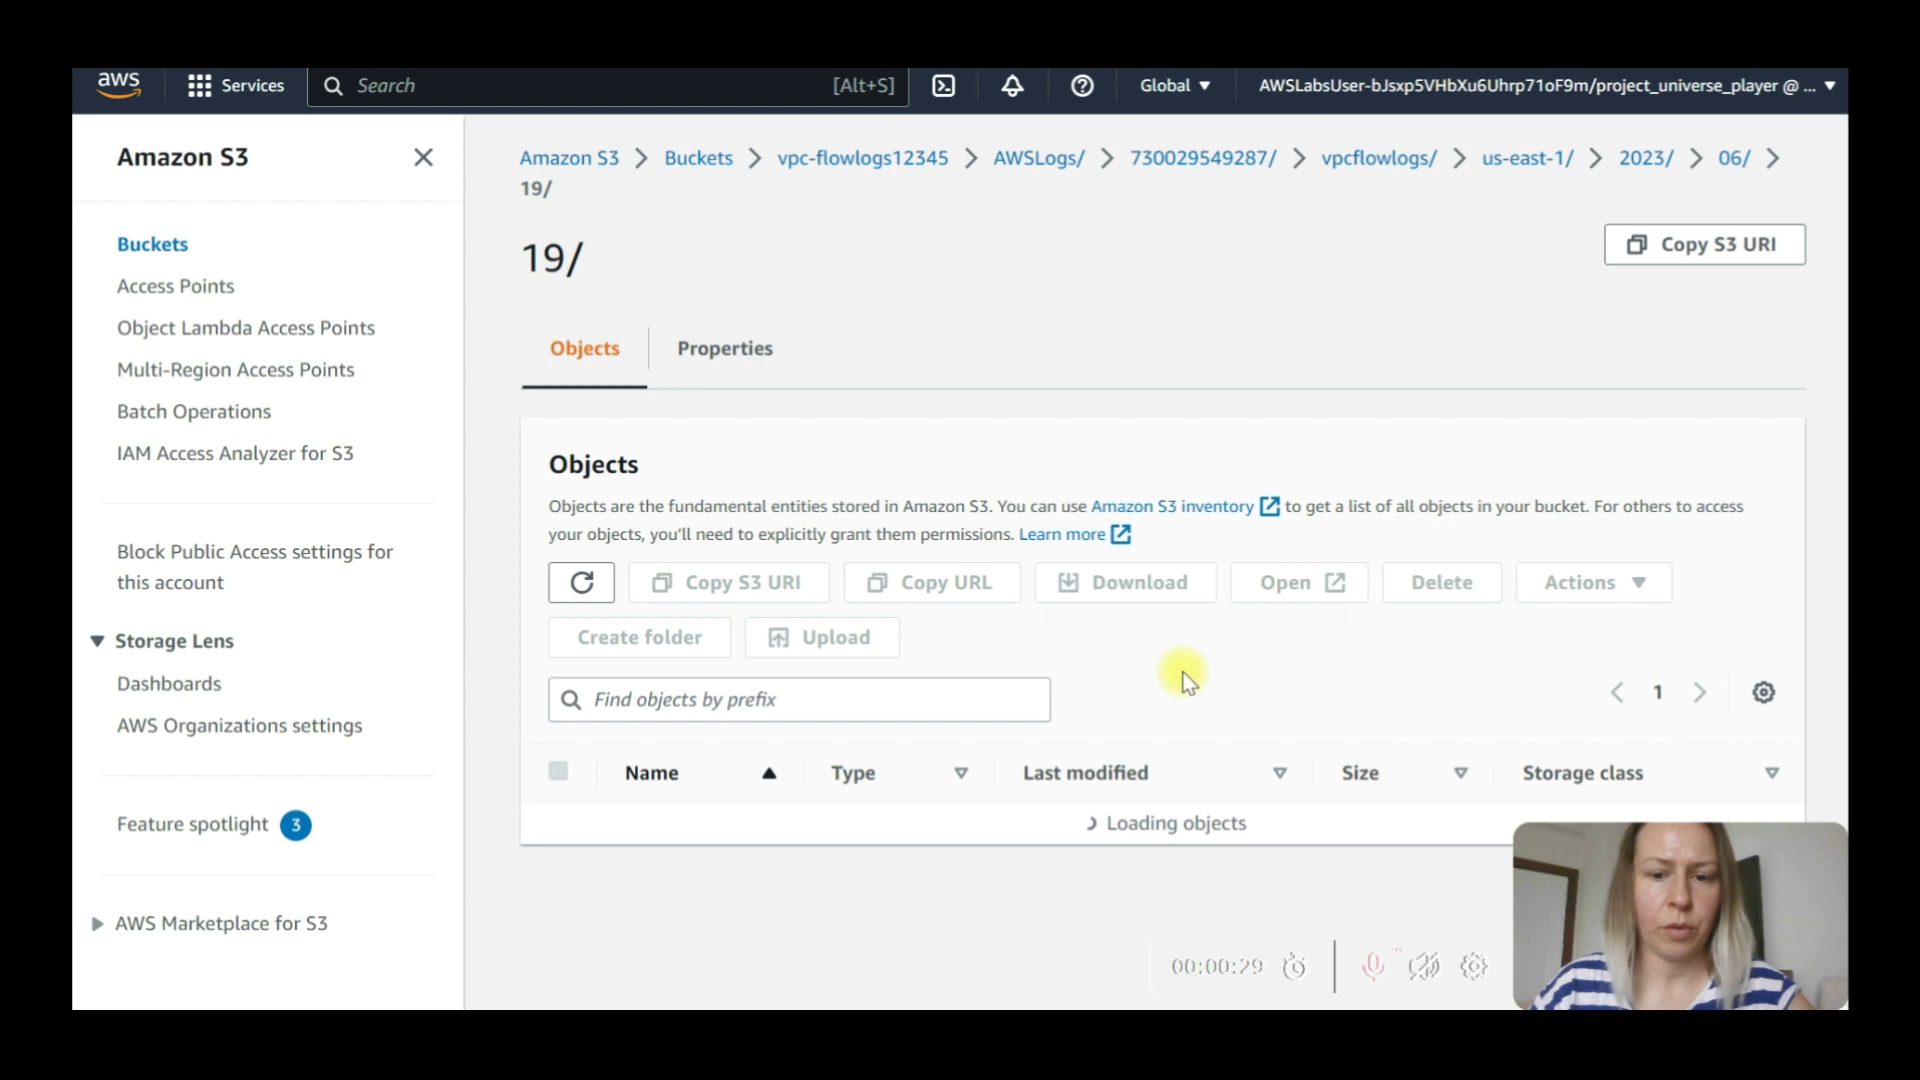 aws
Services
Search
[Alt+S]
Global
AWSLabsUser-bJsxp5VHbXu6Uhrp71oF9m/project_universe_player @ ...
Amazon S3
Buckets
Access Points
Object Lambda Access Points
Multi-Region Access Points
Batch Operations
IAM Access Analyzer for S3
Block Public Access settings for
this account
Storage Lens
Dashboards
AWS Organizations settings
Feature spotlight 3
AWS Marketplace for S3
Amazon S3 > Buckets > vpc-flowlogs12345 > AWSLogs/ > 730029549287/ > vpcflowlogs/ > us-east-1/ > 2023/ > 06/ >
19/
19/
Copy S3 URI
Objects
Properties
Objects
Objects are the fundamental entities stored in Amazon S3. You can use Amazon S3 inventory to get a list of all objects in your bucket. For others to access
your objects, you'll need to explicitly grant them permissions. Learn more
Copy S3 URI
Copy URL
Download
Open
Delete
Actions
Create folder
Upload
Find objects by prefix
1
Name
Type
Last modified
Size
Storage class
Loading objects
00:00:29